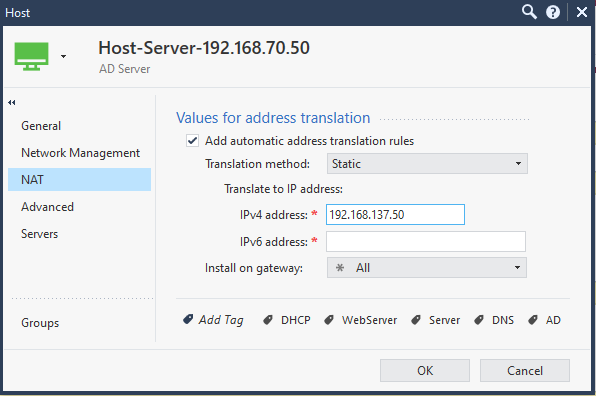 Host
Host-Server-192.168.70.50
AD Server
General
Network Management
NAT
Advanced
Servers
Groups
Values for address translation
Add automatic address translation rules
Translation method: Static
Translate to IP address:
IPv4 address: * 192.168.137.50
IPv6 address: *
Install on gateway: * All
Add Tag DHCP WebServer Server DNS AD
OK Cancel